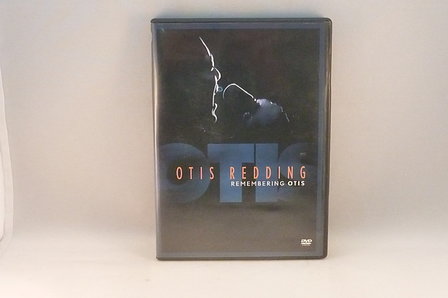 OTIS
OTIS REDDING
REMEMBERING OTIS
DVD